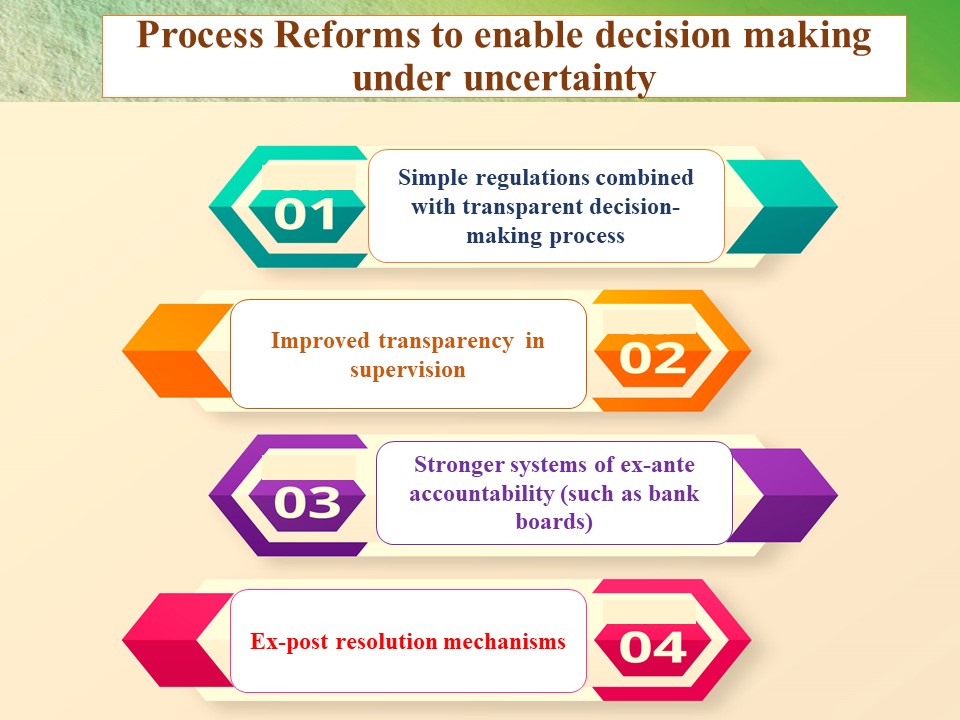 Process Reforms to enable decision making
under uncertainty
01
Simple regulations combined
with transparent decision-
making process
Improved transparency in
supervision
02
03
Stronger systems of ex-ante
accountability (such as bank
boards)
Ex-post resolution mechanisms
04